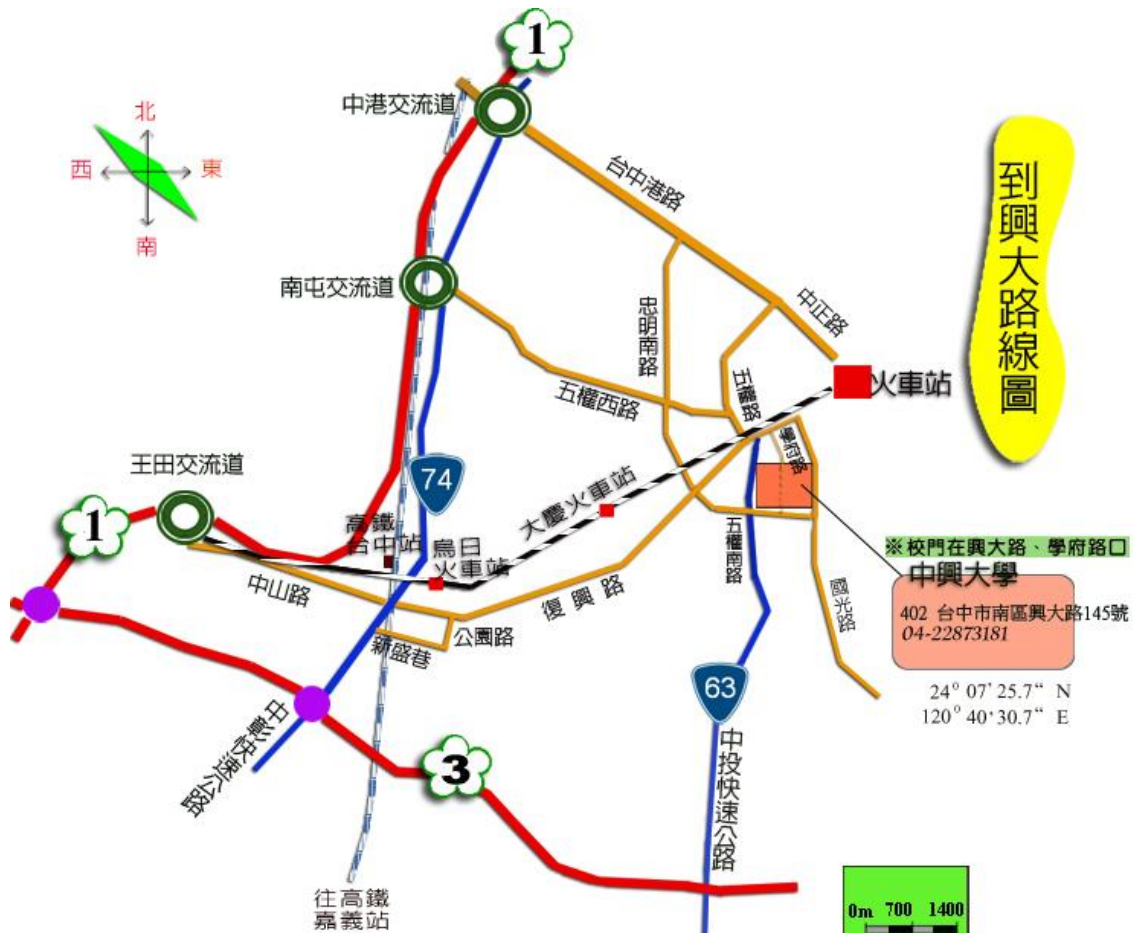 1
中港交流道
北
西
東
南
台中港路
到興大路線圖
南屯交流道
忠明南路
中正路
五權西路
五權路
火車站
學府路
王田交流道
74
大慶火車站
1
高鐵
台中站
烏日
火車站
五權南路
※校門在興大路、學府路口
中興大學
402 台中市南區興大路145號
04-22873181
中山路
復興路
國光路
公園路
新盛巷
24° 07' 25.7“ N
120° 40' 30.7“ E
63
中彰快速公路
3
中投快速公路
往高鐵
嘉義站
0m 700 1400